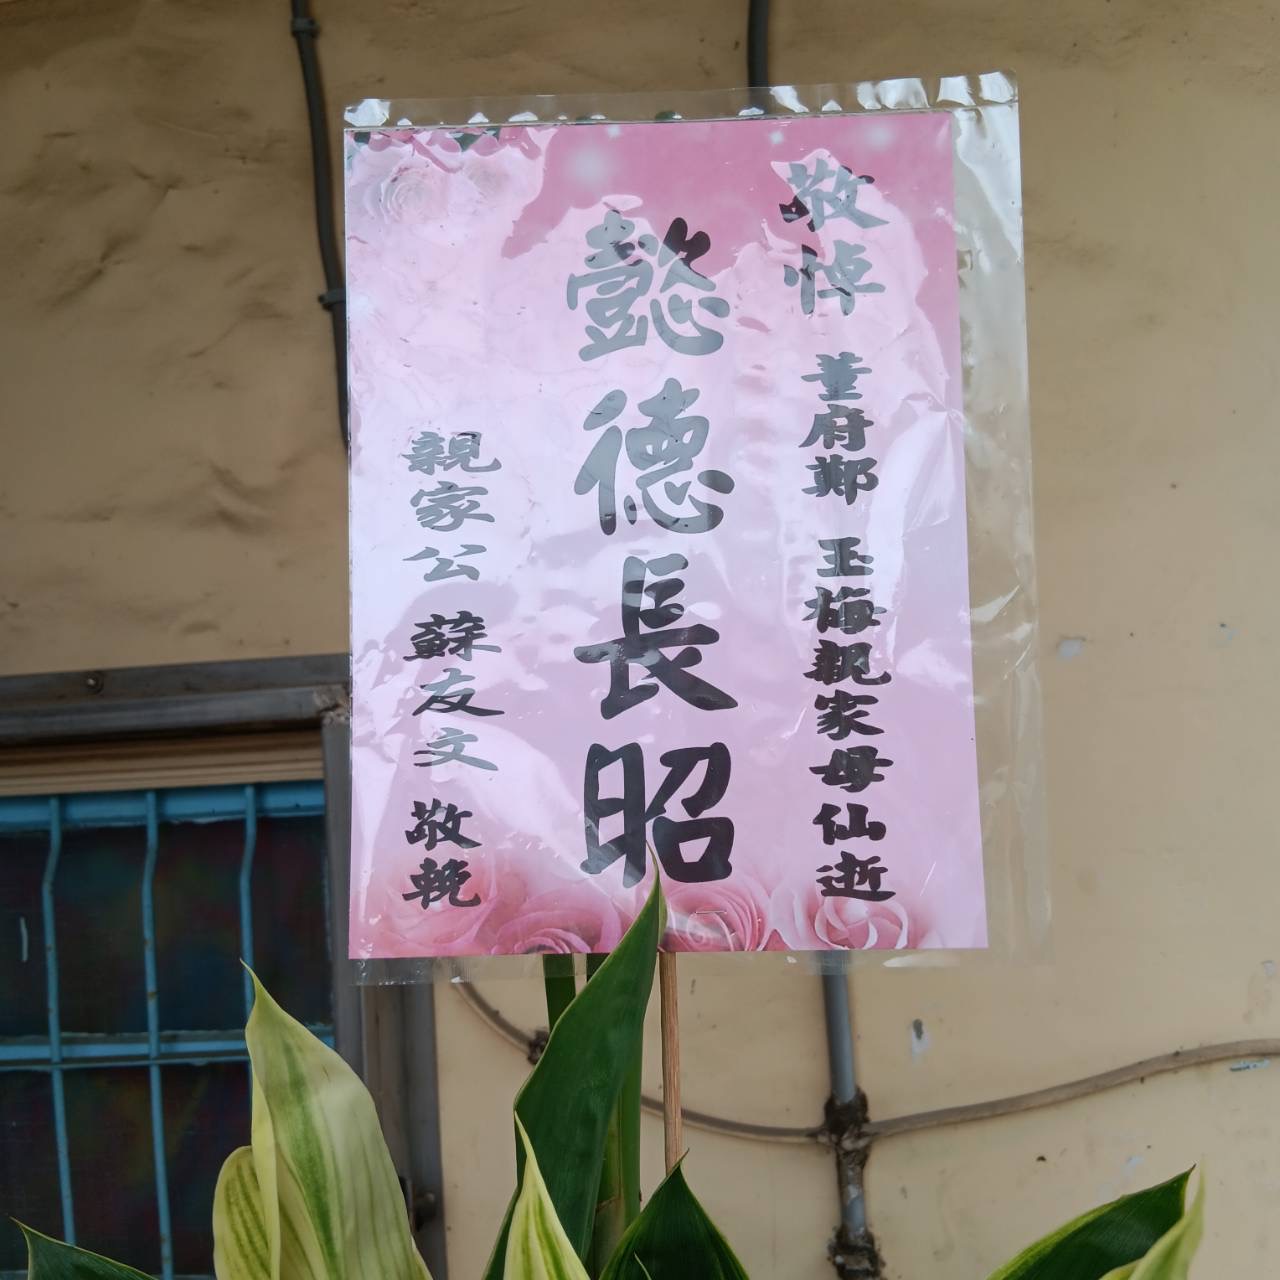 敬悼 董府鄭 玉梅親家母仙逝
懿德長昭
親家公 蘇友文 敬輓